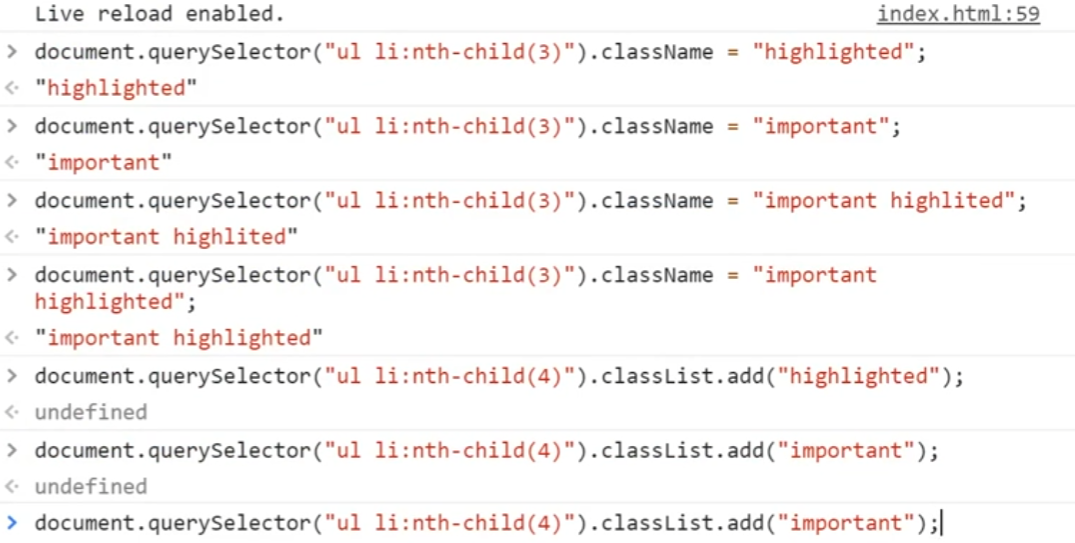 Live reload enabled. index.html:59
> document.querySelector("ul li:nth-child(3)").className = "highlighted";
<· "highlighted"
> document.querySelector("ul li:nth-child(3)").className = "important";
<· "important"
> document.querySelector("ul li:nth-child(3)").className = "important highlited";
<· "important highlited"
> document.querySelector("ul li:nth-child(3)").className = "important
highlighted";
<· "important highlighted"
> document.querySelector("ul li:nth-child(4)").classList.add("highlighted");
<· undefined
> document.querySelector("ul li:nth-child(4)").classList.add("important");
<· undefined
> document.querySelector("ul li:nth-child(4)").classList.add("important");